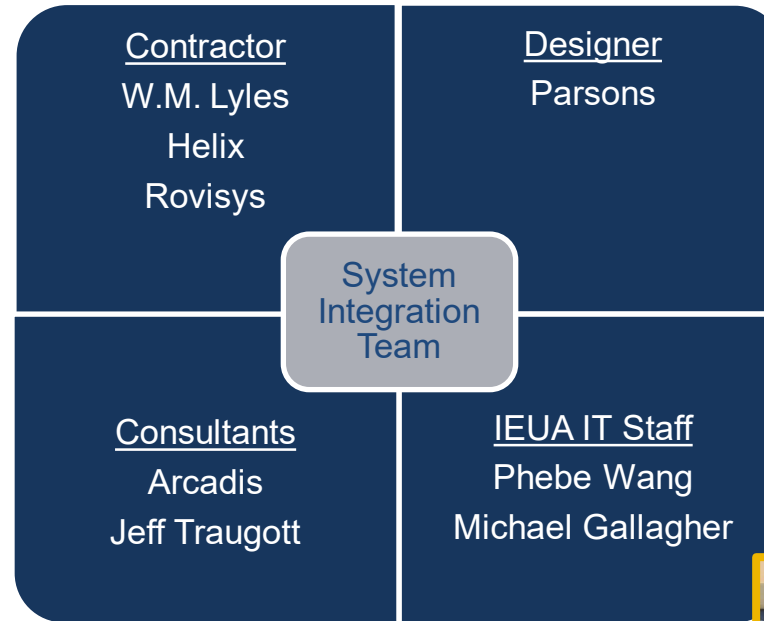 Contractor
W.M. Lyles
Helix
Rovisys
Designer
Parsons
System
Integration
Team
Consultants
Arcadis
Jeff Traugott
IEUA IT Staff
Phebe Wang
Michael Gallagher